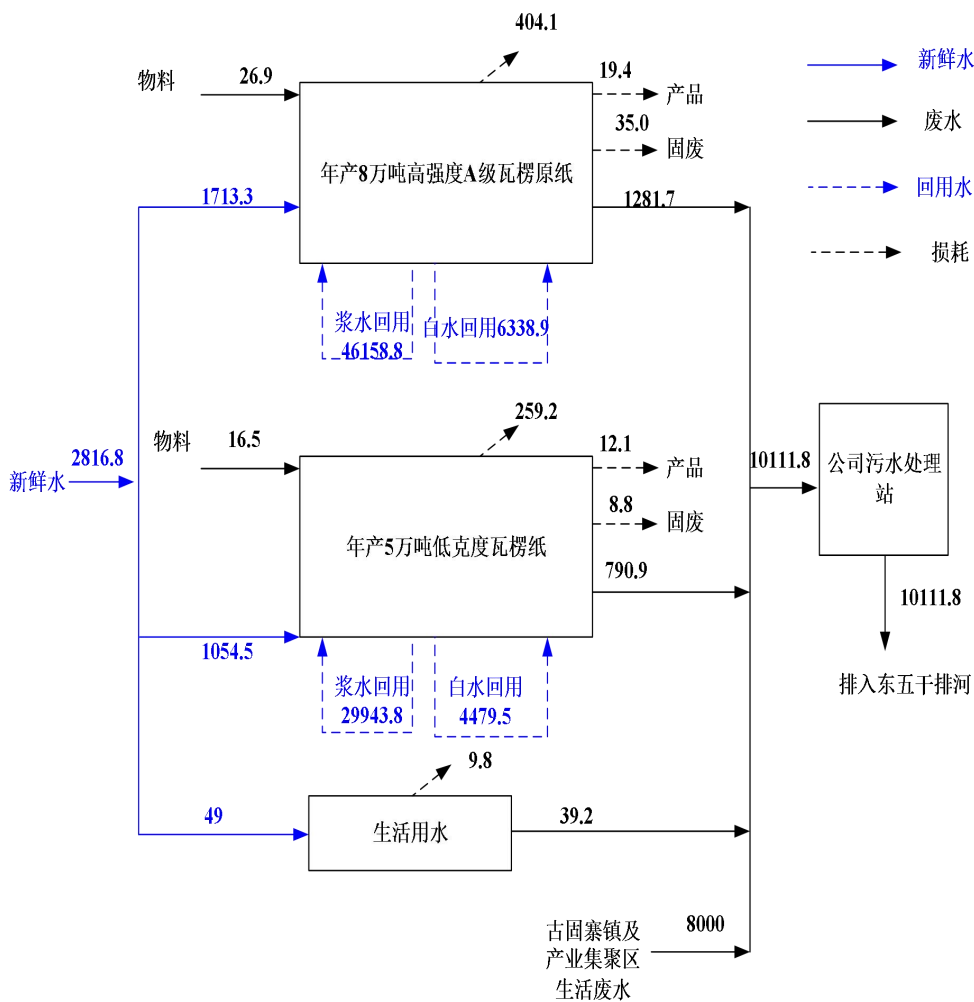 404.1
物料
26.9
19.4
产品
35.0
固废
年产8万吨高强度A级瓦楞原纸
1713.3
1281.7
浆水回用
46158.8
白水回用6338.9
新鲜水
废水
回用水
损耗
259.2
物料
16.5
12.1
产品
8.8
固废
年产5万吨低克度瓦楞纸
新鲜水
2816.8
790.9
1054.5
浆水回用
29943.8
白水回用
4479.5
10111.8
公司污水处理
站
10111.8
排入东五干排河
9.8
49
生活用水
39.2
古固寨镇及
产业集聚区
生活废水
8000